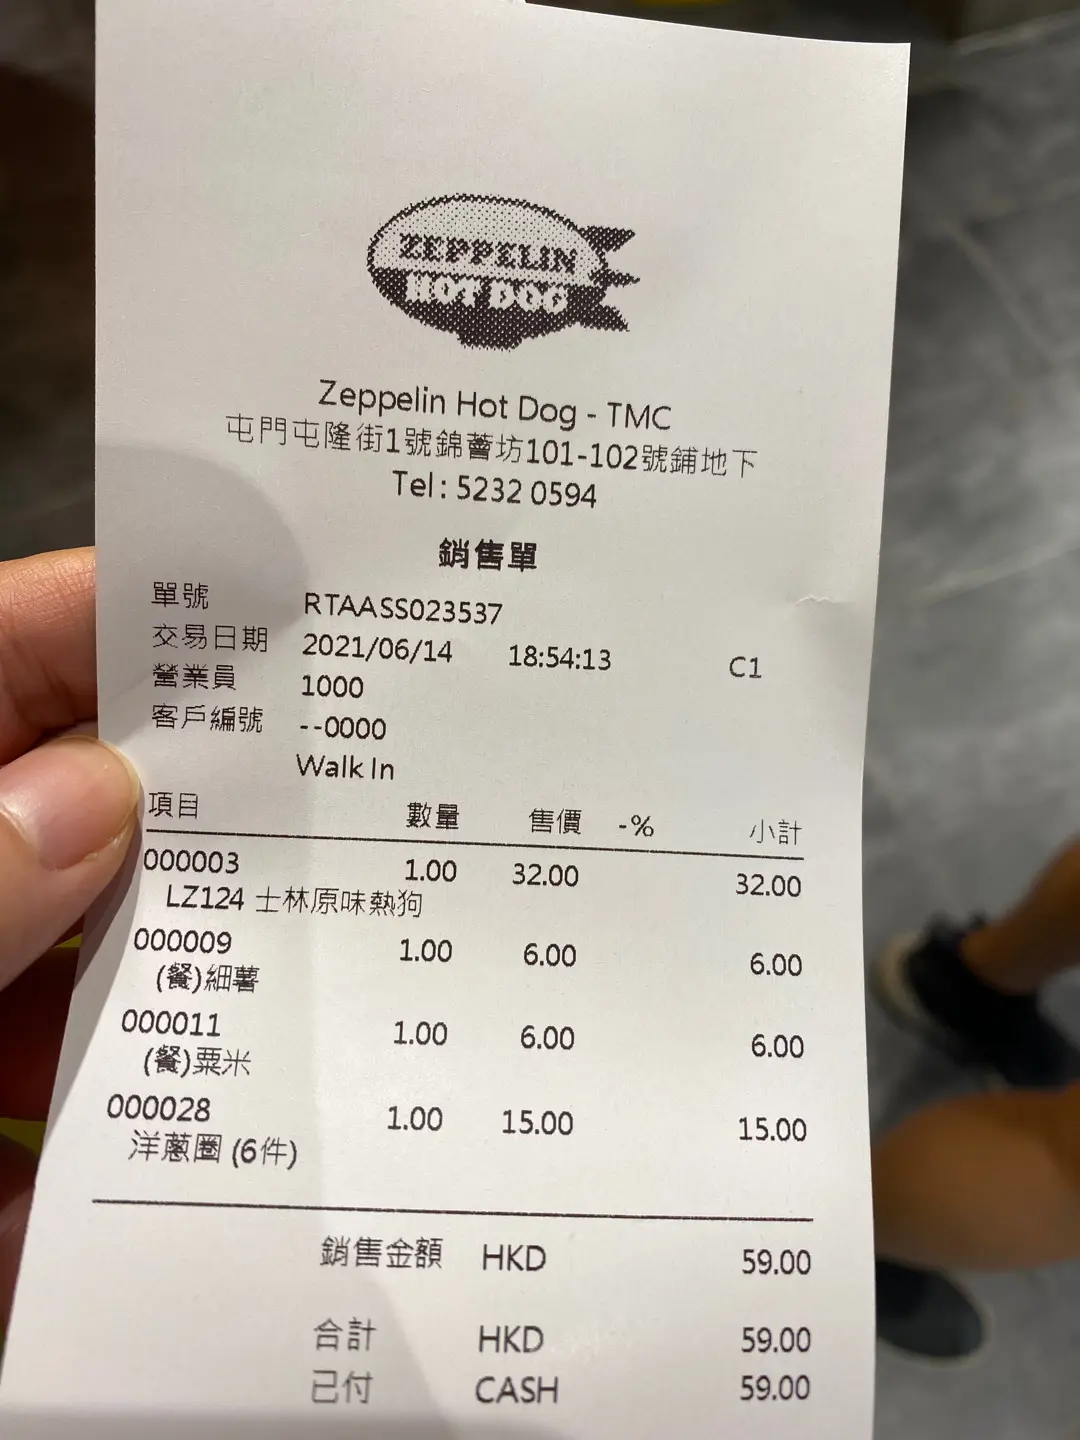 ZEPPELIN
HOT DOG
Zeppelin Hot Dog - TMC
屯門屯隆街1號錦薈坊101-102號鋪地下
Tel: 5232 0594
銷售單
單號 RTAASS023537
交易日期 2021/06/14 18:54:13 C1
營業員 1000
客戶編號 --0000
Walk In
項目 數量 售價 -% 小計
000003 1.00 32.00 32.00
LZ124 士林原味熱狗
000009 1.00 6.00 6.00
(餐)細薯
000011 1.00 6.00 6.00
(餐)粟米
000028 1.00 15.00 15.00
洋蔥圈 (6件)
銷售金額 HKD 59.00
合計 HKD 59.00
已付 CASH 59.00